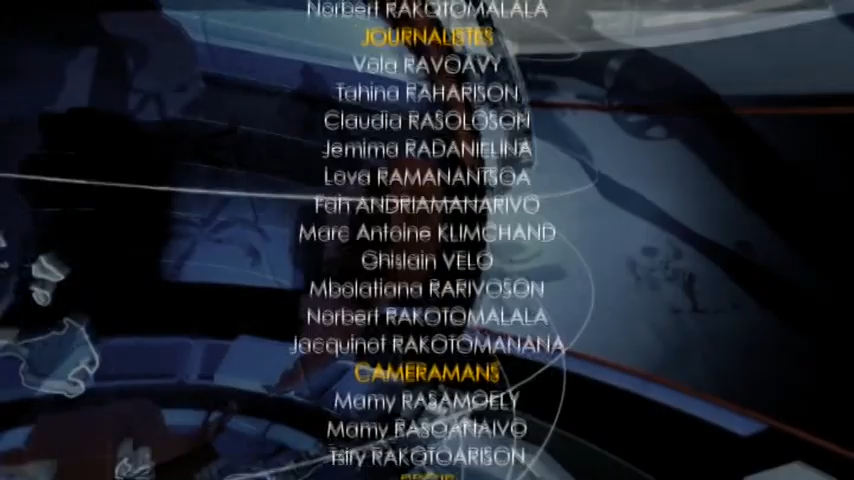 Norbert RAKOTOMALALA
JOURNALISTES
Vola RAVOAVY
Tahina RAHARISON
Claudia RASOLOSON
Jemima RADANIELINA
Lova RAMANANTSOA
Fah ANDRIAMANARIVO
Marc Antoine KLIMCHAND
Ghislain VELO
Mbolatiana RARIVOSON
Norbert RAKOTOMALALA
Jacquinot RAKOTOMANANA
CAMERAMANS
Mamy RASAMOELY
Mamy RASOANAIVO
Tsiry RAKOTOARISON